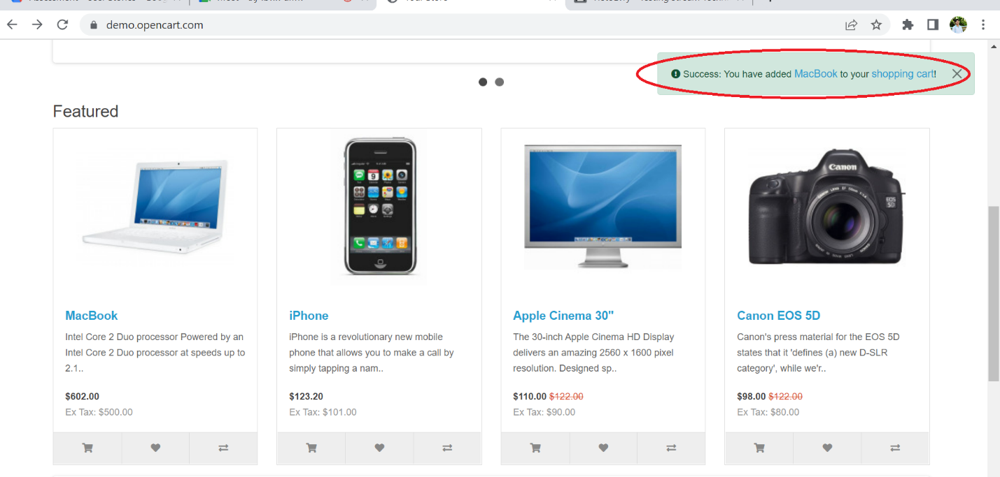 demo.opencart.com
Success: You have added MacBook to your shopping cart!
Featured
Canon
EOS
5D
MacBook
Intel Core 2 Duo processor Powered by an
Intel Core 2 Duo processor at speeds up to
2.1..
$602.00
Ex Tax: $500.00
iPhone
iPhone is a revolutionary new mobile
phone that allows you to make a call by
simply tapping a nam..
$123.20
Ex Tax: $101.00
Apple Cinema 30"
The 30-inch Apple Cinema HD Display
delivers an amazing 2560 x 1600 pixel
resolution. Designed sp..
$110.00 $122.00
Ex Tax: $90.00
Canon EOS 5D
Canon's press material for the EOS 5D
states that it 'defines (a) new D-SLR
category', while we'r..
$98.00 $122.00
Ex Tax: $80.00